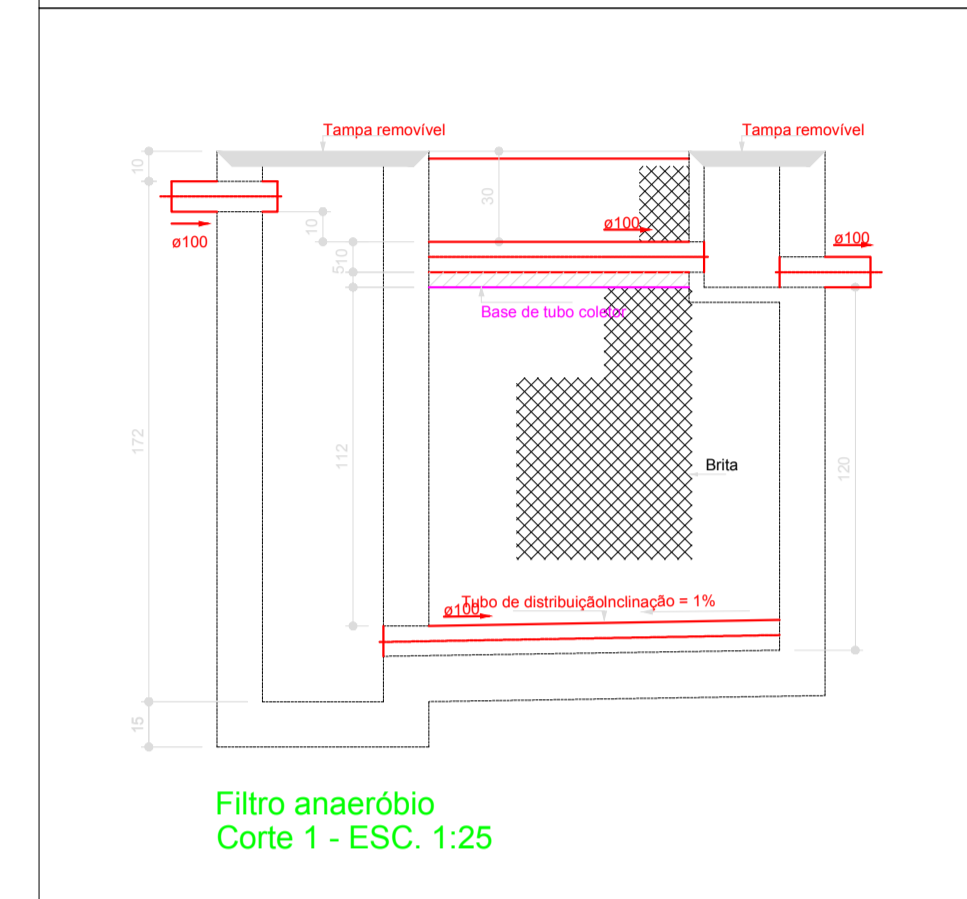 Tampa removível
Tampa removível
10
30
ø100
ø100
10
ø100
10
5
Base de tubo coletor
172
112
Brita
120
Tubo de distribuição
Inclinação = 1%
ø100
15
Filtro anaeróbio
Corte 1 - ESC. 1:25